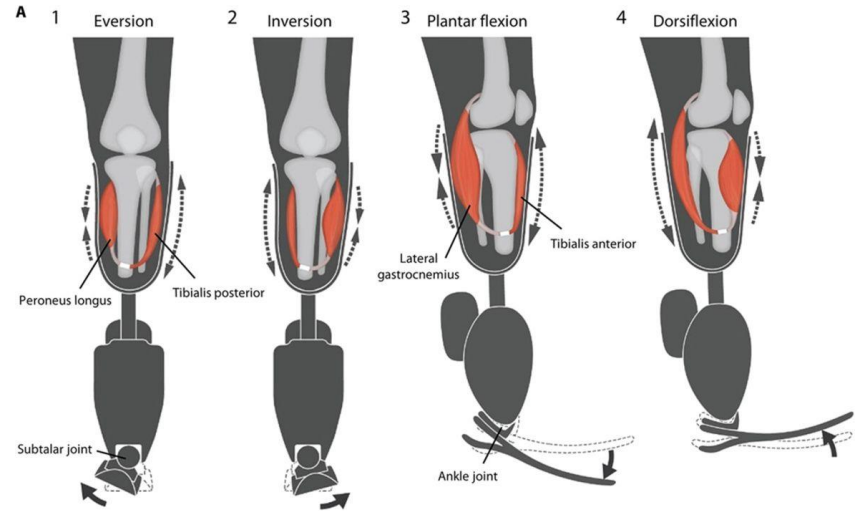 A
1 Eversion
2 Inversion
3 Plantar flexion
4 Dorsiflexion
Peroneus longus
Tibialis posterior
Lateral
gastrocnemius
Tibialis anterior
Subtalar joint
Ankle joint